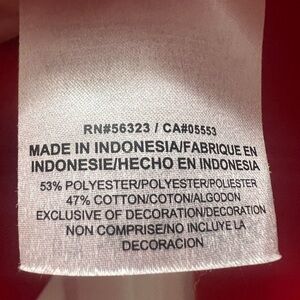 RN#56323 / CA#05553
MADE IN INDONESIA/FABRIQUE EN
INDONESIE/HECHO EN INDONESIA
53% POLYESTER/POLYESTER/POLIESTER
47% COTTON/COTON/ALGODON
EXCLUSIVE OF DECORATION/DECORATION
NON COMPRISE/NO INCLUYE LA
DECORACION